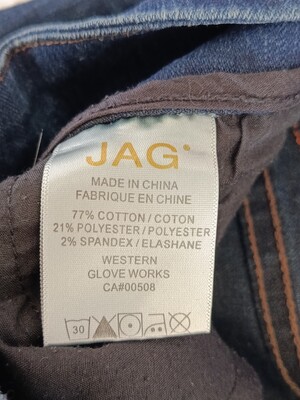 JAG
MADE IN CHINA
FABRIQUE EN CHINE
77% COTTON / COTON
21% POLYESTER / POLYESTER
2% SPANDEX / ELASHANE
WESTERN
GLOVE WORKS
CA#00508
30